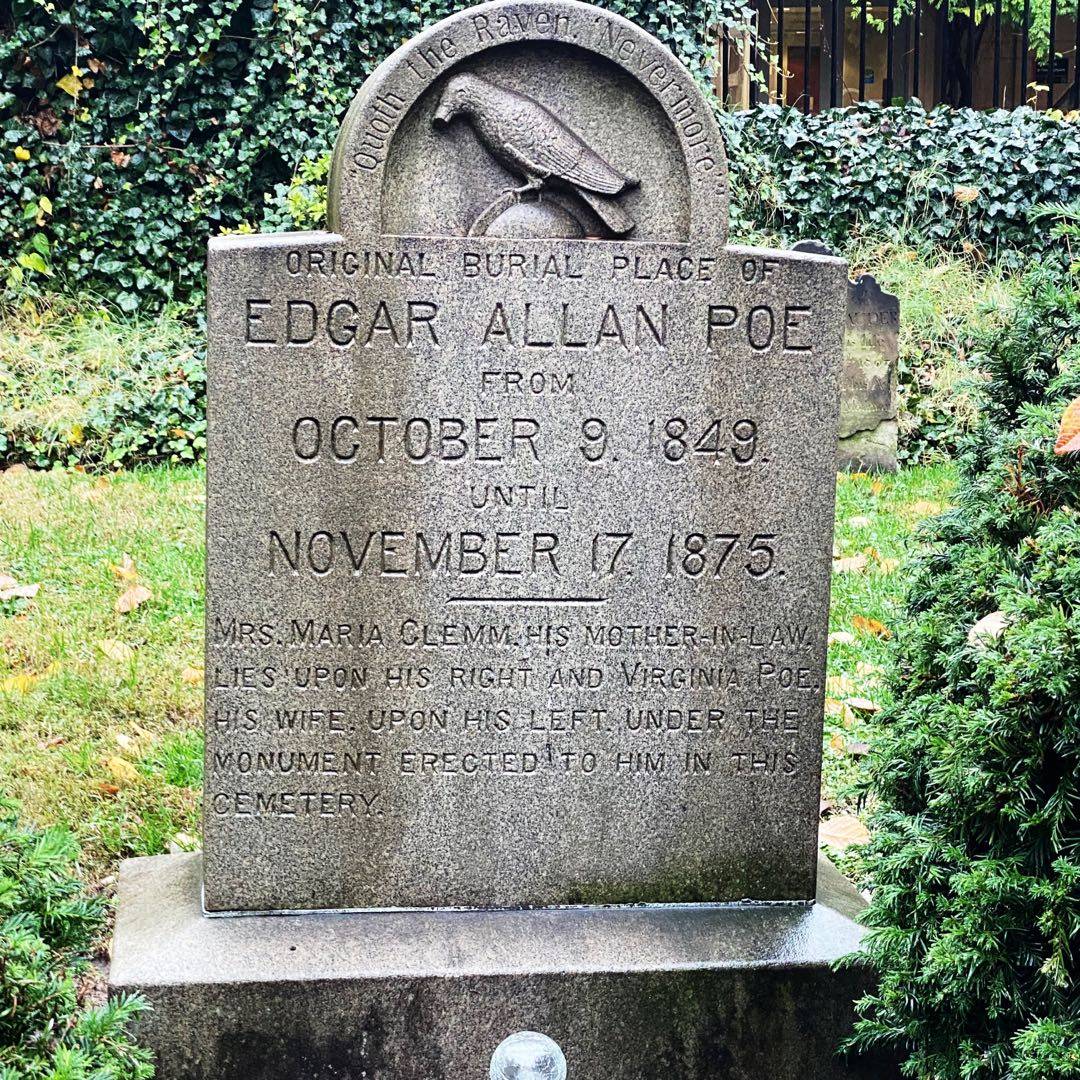 "Quoth the Raven, "Nevermore."
ORIGINAL BURIAL PLACE OF
EDGAR ALLAN POE
FROM
OCTOBER 9. 1849.
UNTIL
NOVEMBER 17. 1875.
MRS. MARIA CLEMM, HIS MOTHER-IN-LAW,
LIES UPON HIS RIGHT AND VIRGINIA POE,
HIS WIFE, UPON HIS LEFT, UNDER THE
MONUMENT ERECTED TO HIM IN THIS
CEMETERY.